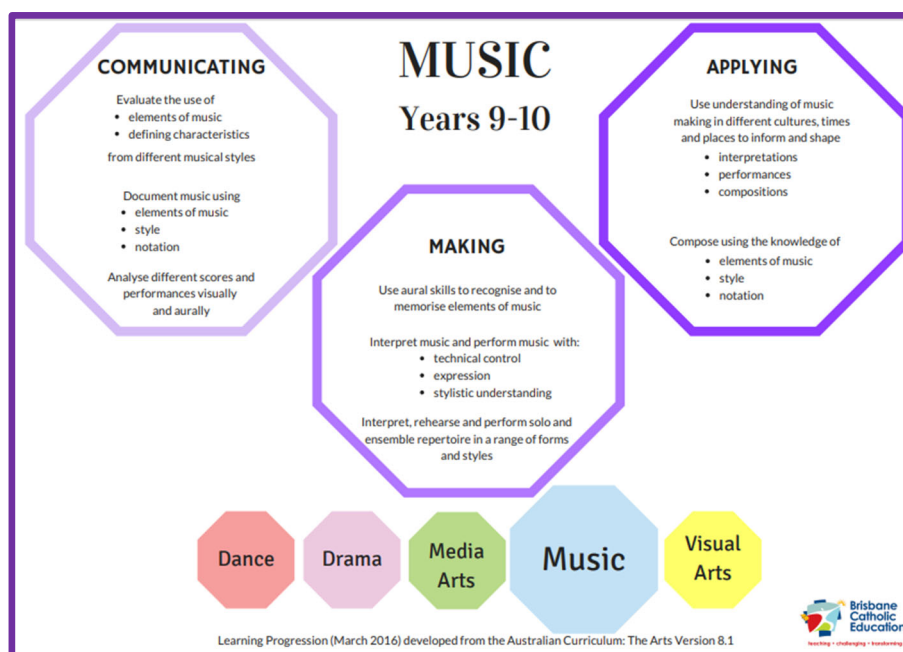 MUSIC
Years 9-10
COMMUNICATING
Evaluate the use of
• elements of music
• defining characteristics
from different musical styles
Document music using
• elements of music
• style
• notation
Analyse different scores and
performances visually
and aurally
MAKING
Use aural skills to recognise and to
memorise elements of music
Interpret music and perform music with:
• technical control
• expression
• stylistic understanding
Interpret, rehearse and perform solo and
ensemble repertoire in a range of forms
and styles
APPLYING
Use understanding of music
making in different cultures, times
and places to inform and shape
• interpretations
• performances
• compositions
Compose using the knowledge of
• elements of music
• style
• notation
Dance
Drama
Media
Arts
Music
Visual
Arts
Brisbane
Catholic
Education
teaching • challenging • transforming
Learning Progression (March 2016) developed from the Australian Curriculum: The Arts Version 8.1